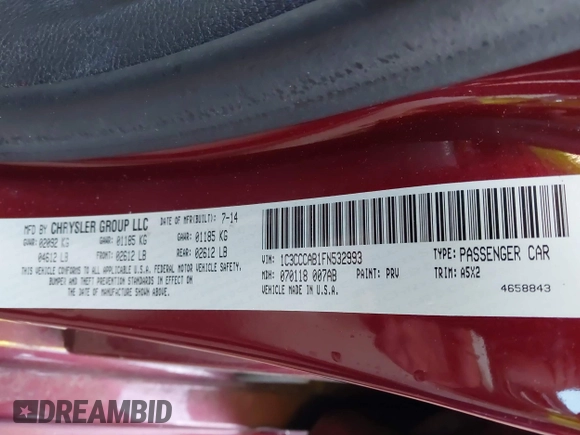 MFD BY CHRYSLER GROUP LLC DATE OF MFR(BUILT): 7-14
GVWR: 02092 KG GAWR: 01185 KG GAWR: 01185 KG
04612 LB FRONT: 02612 LB REAR: 02612 LB
THIS VEHICLE CONFORMS TO ALL APPLICABLE FEDERAL MOTOR VEHICLE SAFETY,
BUMPER AND THEFT PREVENTION STANDARDS IN EFFECT ON
THE DATE OF MANUFACTURE SHOWN ABOVE.
VIN: 1C3CCCAB1FN532993 TYPE: PASSENGER CAR
MDH: 070118 007AB PAINT: PRV TRIM: A5X2
VEHICLE MADE IN U.S.A. 4658843
DREAMBID